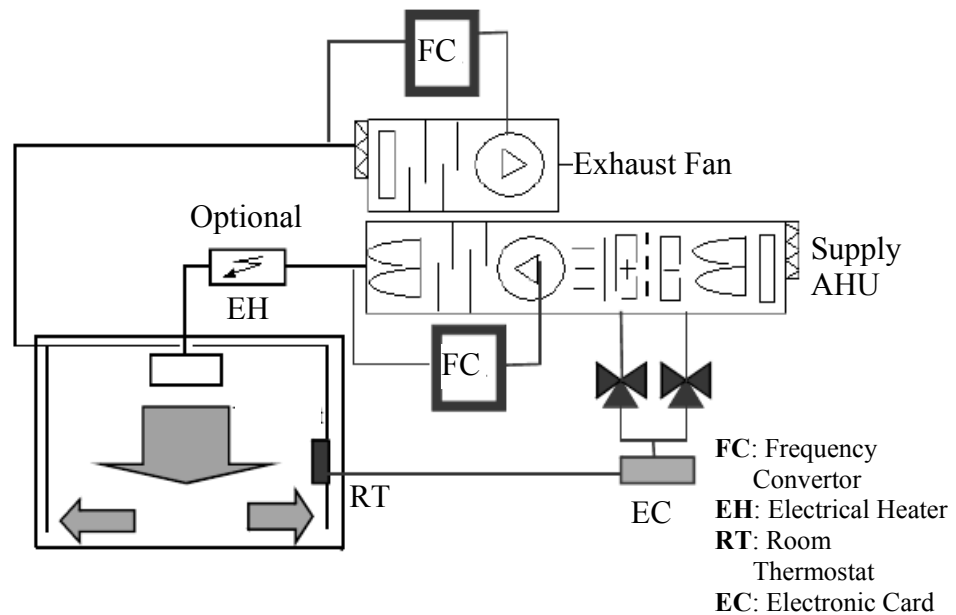 FC
Exhaust Fan
Optional
Supply
AHU
EH
FC
RT
EC
FC: Frequency
Convertor
EH: Electrical Heater
RT: Room
Thermostat
EC: Electronic Card